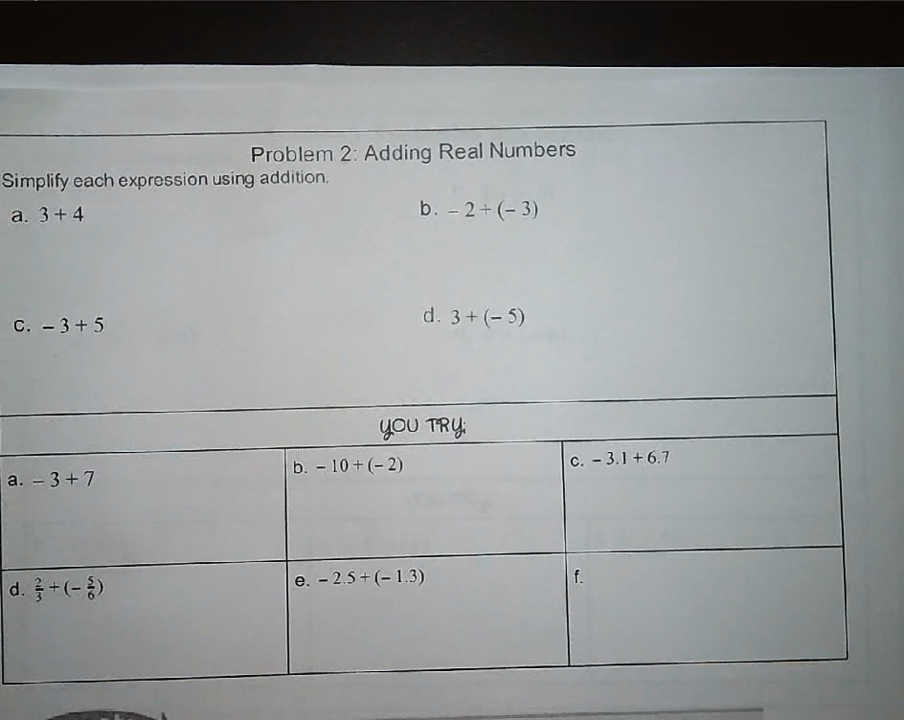 Problem 2: Adding Real Numbers
Simplify each expression using addition.
a. 3 + 4
b. – 2 + (– 3)
c. – 3 + 5
d. 3 + (– 5)
YOU TRY:
a. – 3 + 7
b. – 10 + (– 2)
c. – 3.1 + 6.7
d. 2/3 + (– 5/6)
e. – 2.5 + (– 1.3)
f.